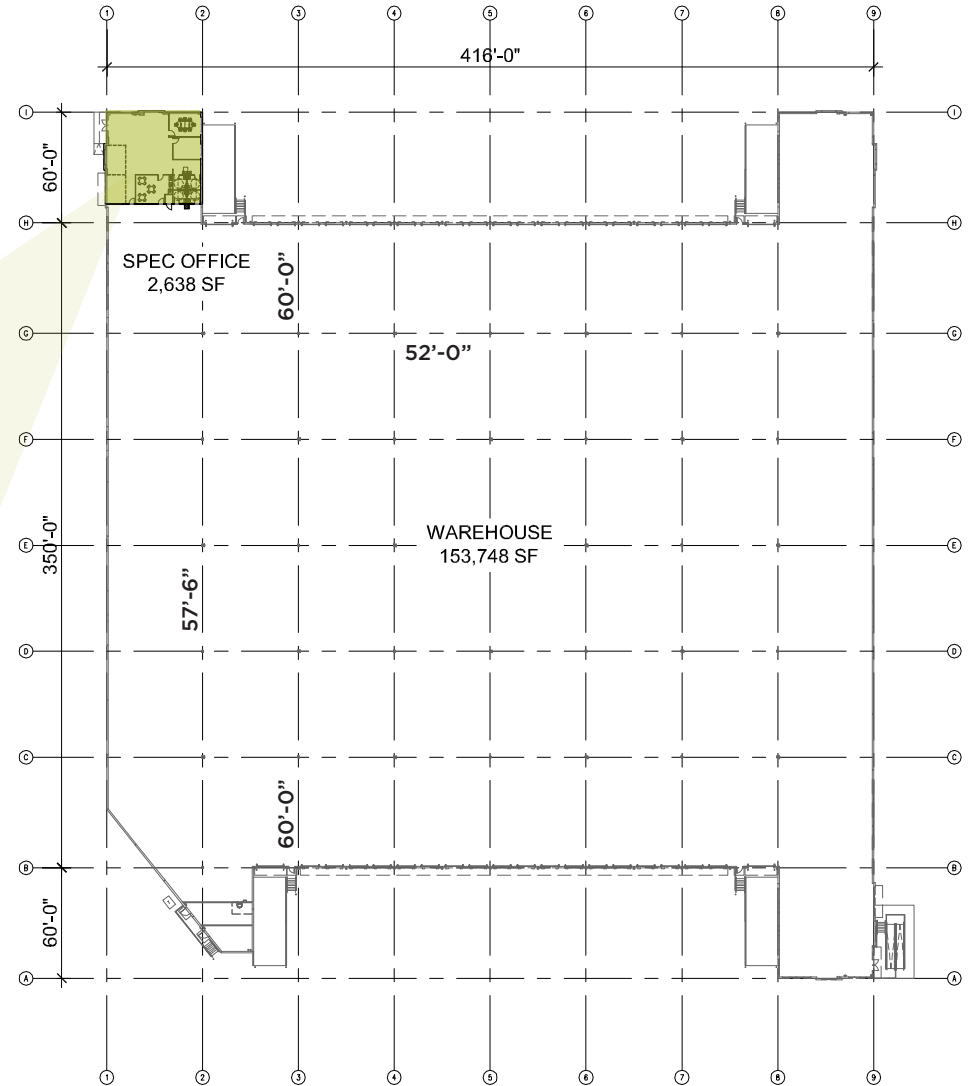 1 2 3 4 5 6 7 8 9
416'-0"
I I
60'-0"
H H
SPEC OFFICE
2,638 SF
60'-0"
G G
52'-0"
F F
WAREHOUSE
153,748 SF
E E
350'-0"
57'-6"
D D
C C
60'-0"
B B
60'-0"
A A
1 2 3 4 5 6 7 8 9